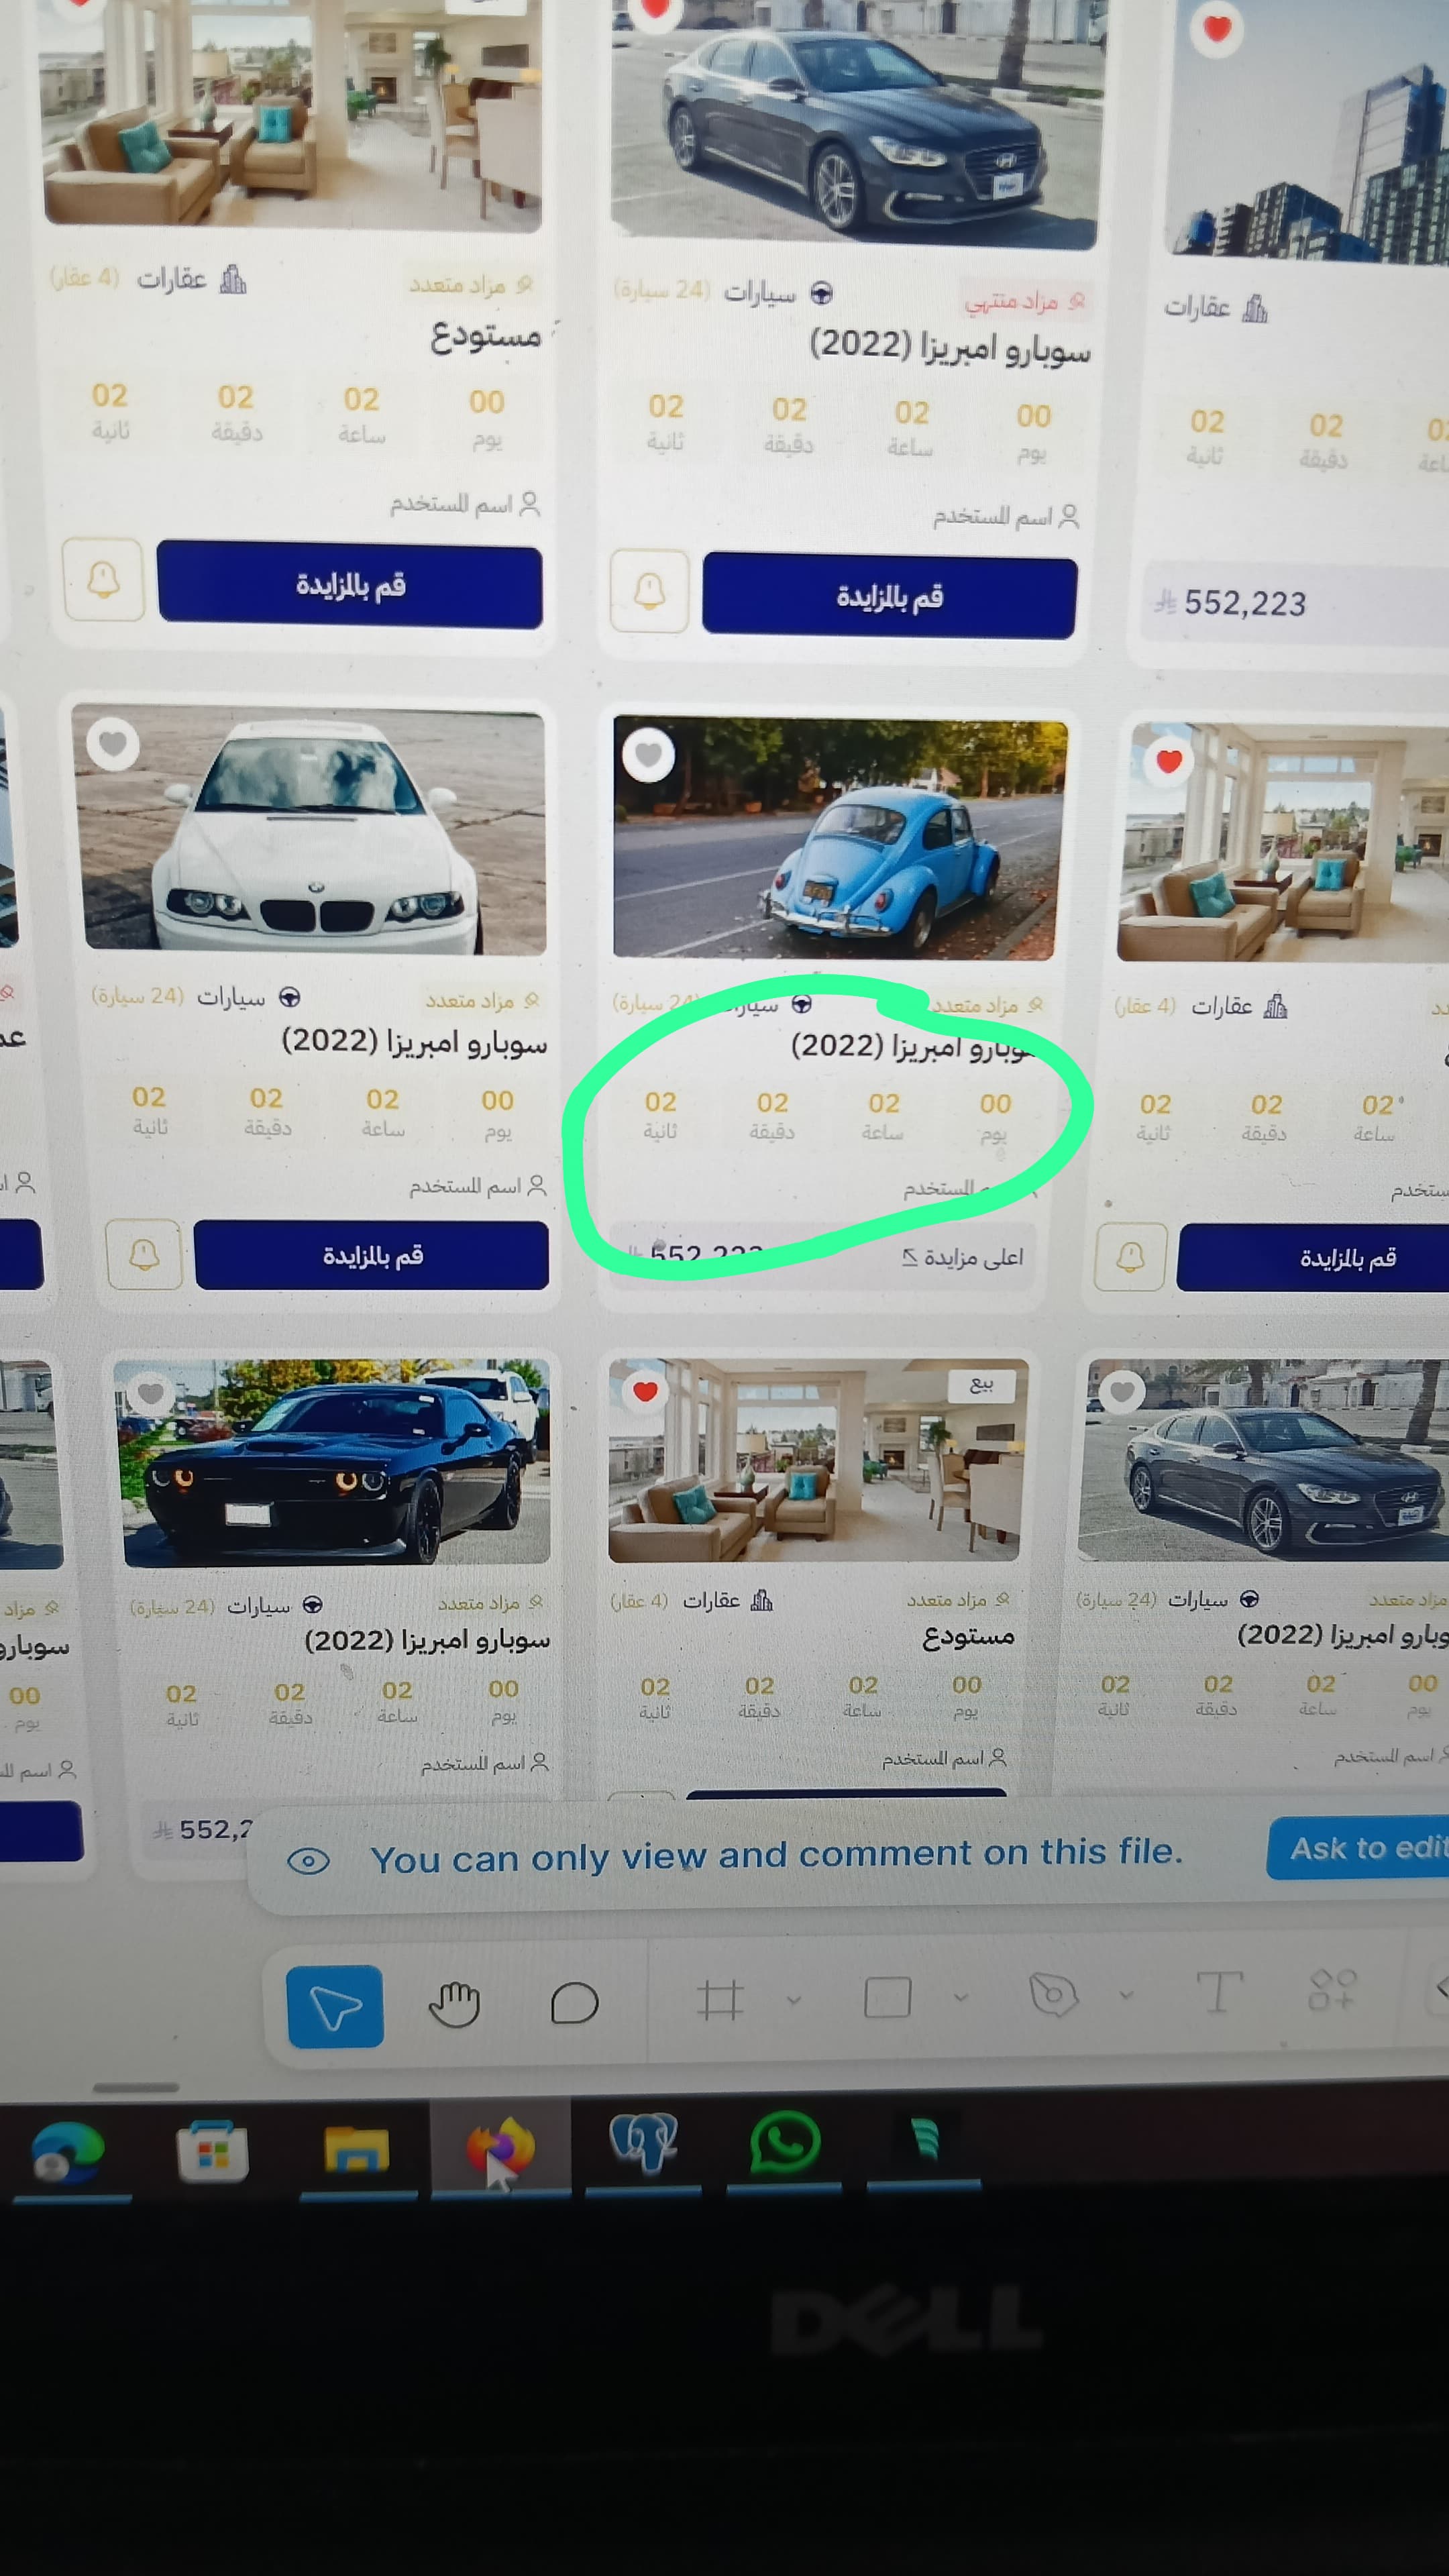 مزاد متعدد
عقارات
(4 عقار)
مستودع
00
02
02
02
يوم
ساعة
دقيقة
ثانية
اسم المستخدم
قم بالمزايدة
مزاد منتهي
سيارات
(24 سيارة)
سوبارو امبريزا (2022)
00
02
02
02
يوم
ساعة
دقيقة
ثانية
اسم المستخدم
قم بالمزايدة
عقارات
02
02
دقيقة
ثانية
552,223
مزاد متعدد
سيارات
(24 سيارة)
سوبارو امبريزا (2022)
00
02
02
02
يوم
ساعة
دقيقة
ثانية
اسم المستخدم
قم بالمزايدة
مزاد متعدد
سيارات
(24 سيارة)
سوبارو امبريزا (2022)
00
02
02
02
يوم
ساعة
دقيقة
ثانية
المستخدم
اعلى مزايدة
552,223
عقارات
(4 عقار)
02
02
02
ساعة
دقيقة
ثانية
قم بالمزايدة
مزاد متعدد
سيارات
(24 سيارة)
سوبارو امبريزا (2022)
00
02
02
02
يوم
ساعة
دقيقة
ثانية
اسم المستخدم
552,2
بيع
مزاد متعدد
عقارات
(4 عقار)
مستودع
00
02
02
02
يوم
ساعة
دقيقة
ثانية
اسم المستخدم
مزاد متعدد
سيارات
(24 سيارة)
سوبارو امبريزا (2022)
00
02
02
02
يوم
ساعة
دقيقة
ثانية
اسم المستخدم
مزاد
سوبارو
00
يوم
اسم
You can only view and comment on this file.
Ask to edit
DELL